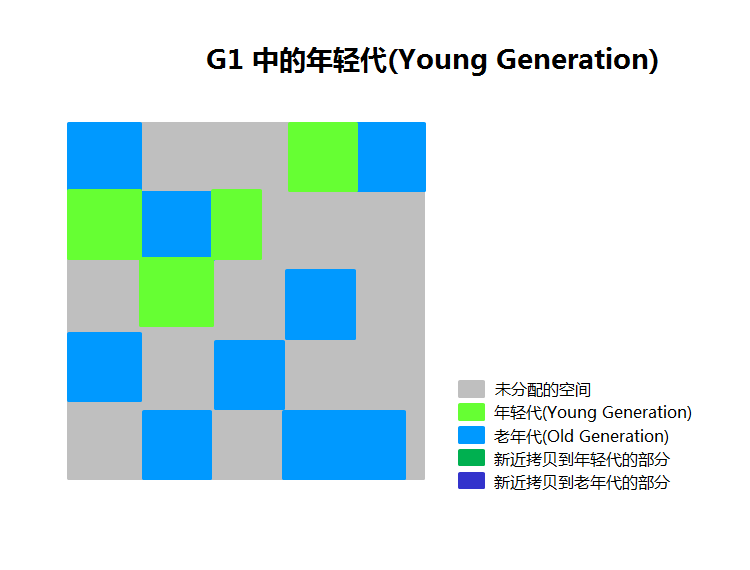 G1 中的年轻代(Young Generation)
未分配的空间
年轻代(Young Generation)
老年代(Old Generation)
新近拷贝到年轻代的部分
新近拷贝到老年代的部分